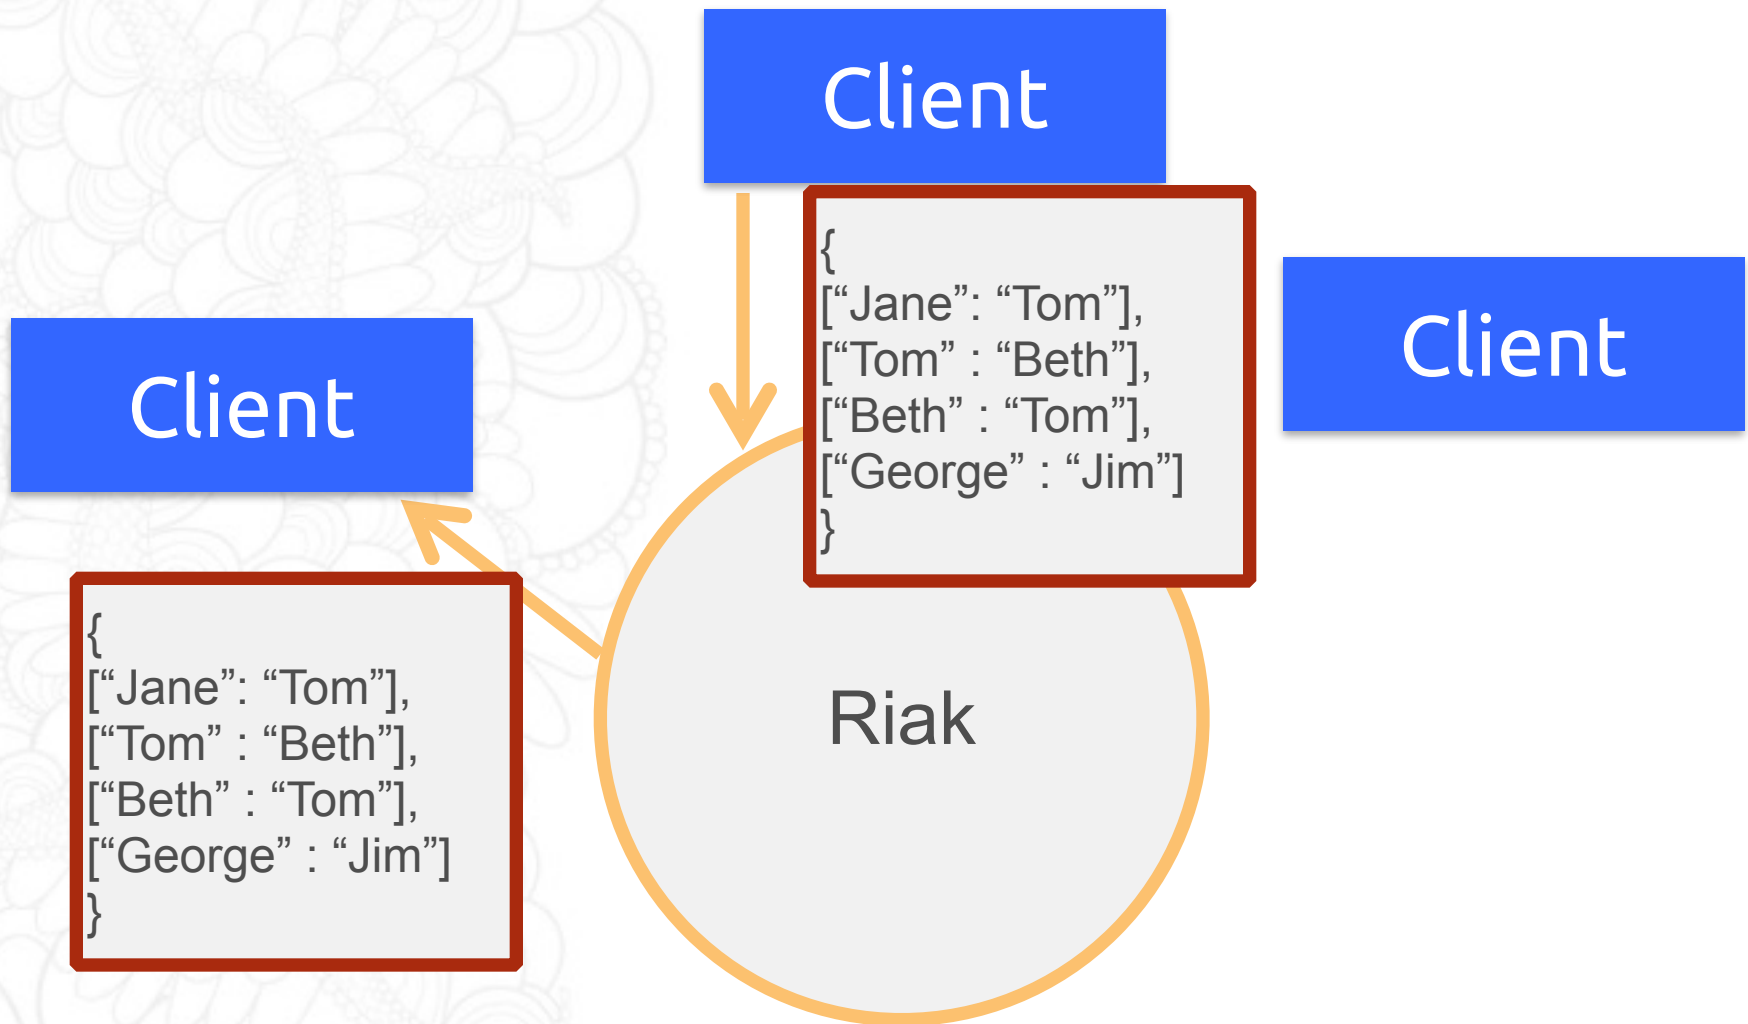 Client
{
[“Jane”: “Tom”],
[“Tom” : “Beth”],
[“Beth” : “Tom”],
[“George” : “Jim”]
}
Client
Client
{
[“Jane”: “Tom”],
[“Tom” : “Beth”],
[“Beth” : “Tom”],
[“George” : “Jim”]
}
Riak